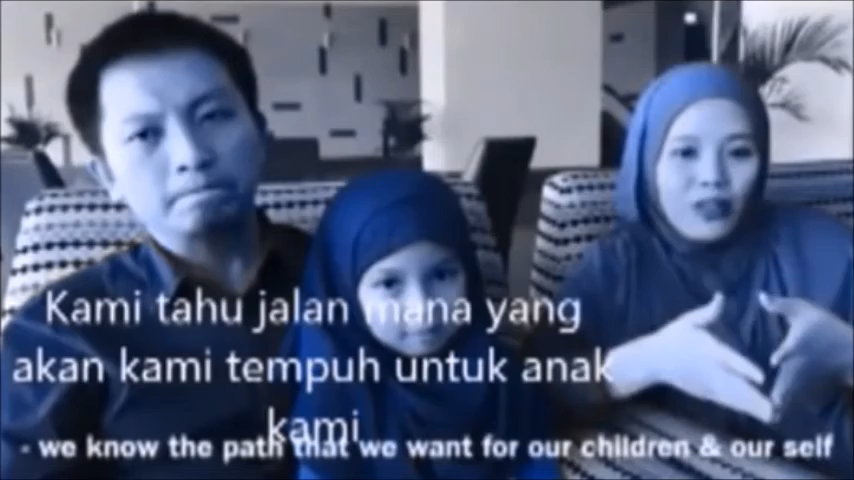 Kami tahu jalan mana yang
akan kami tempuh untuk anak
kami
- we know the path that we want for our children & our self